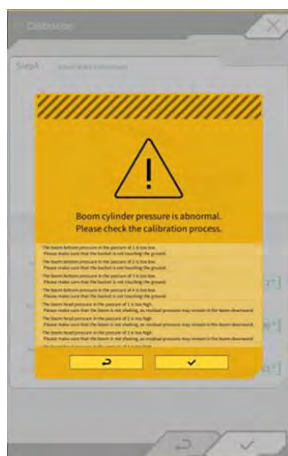 Calibration
Step4
Boom cylinder pressure is abnormal.
Please check the calibration process.
The boom bottom pressure in the posture of 1 is too low.
Please make sure that the bucket is not touching the ground.
The boom bottom pressure in the posture of 2 is too low.
Please make sure that the bucket is not touching the ground.
The boom bottom pressure in the posture of 3 is too low.
Please make sure that the bucket is not touching the ground.
The boom bottom pressure in the posture of 4 is too low.
Please make sure that the bucket is not touching the ground.
The boom head pressure in the posture of 1 is too high.
Please make sure that the boom is not shaking, as residual pressures may remain in the boom downward
The boom head pressure in the posture of 2 is too high.
Please make sure that the boom is not shaking, as residual pressures may remain in the boom downward
The boom head pressure in the posture of 3 is too high.
Please make sure that the boom is not shaking, as residual pressures may remain in the boom downward